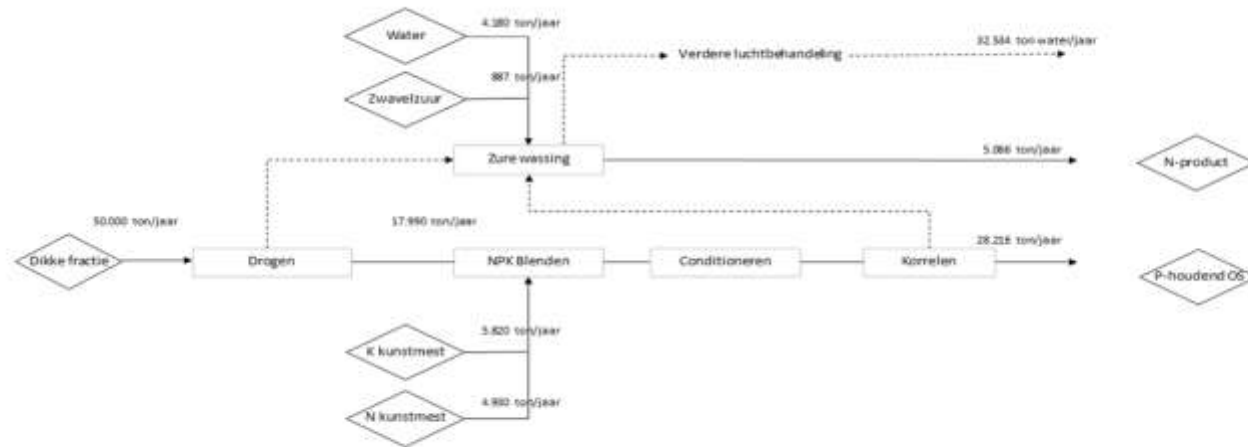 Water
4.180 ton/jaar
Verdere luchtbehandeling
32.534 ton water/jaar
Zwavelzuur
887 ton/jaar
Zure wassing
5.066 ton/jaar
N-product
50.000 ton/jaar
17.990 ton/jaar
28.216 ton/jaar
Dikke fractie
Drogen
NPK Blenden
Conditioneren
Korrelen
P-houdend OS
K kunstmest
5.820 ton/jaar
N kunstmest
4.930 ton/jaar